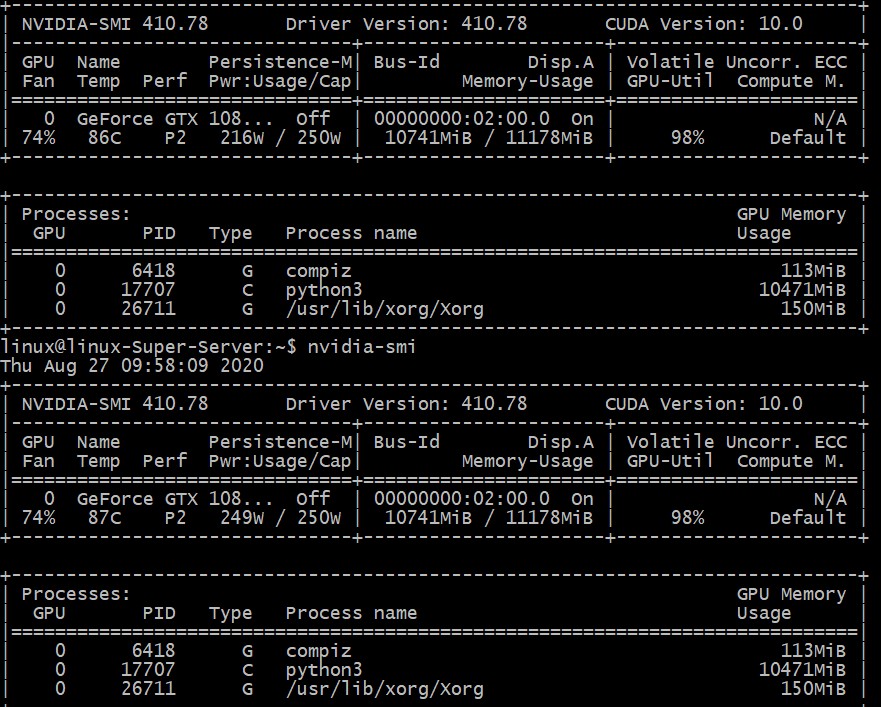 +-----------------------------------------------------------------------------+
| NVIDIA-SMI 410.78       Driver Version: 410.78       CUDA Version: 10.0     |
|-------------------------------+----------------------+----------------------+
| GPU  Name        Persistence-M| Bus-Id        Disp.A | Volatile Uncorr. ECC |
| Fan  Temp  Perf  Pwr:Usage/Cap|         Memory-Usage | GPU-Util  Compute M. |
|===============================+======================+======================|
|   0  GeForce GTX 108...  Off  | 00000000:02:00.0  On |                  N/A |
| 74%   86C    P2   216W / 250W |  10741MiB / 11178MiB |     98%      Default |
+-------------------------------+----------------------+----------------------+
+-----------------------------------------------------------------------------+
| Processes:                                                       GPU Memory |
|  GPU       PID   Type   Process name                             Usage      |
|=============================================================================|
|    0      6418      G   compiz                                       113MiB |
|    0     17707      C   python3                                    10471MiB |
|    0     26711      G   /usr/lib/xorg/Xorg                           150MiB |
+-----------------------------------------------------------------------------+
linux@linux-Super-Server:~$ nvidia-smi
Thu Aug 27 09:58:09 2020
+-----------------------------------------------------------------------------+
| NVIDIA-SMI 410.78       Driver Version: 410.78       CUDA Version: 10.0     |
|-------------------------------+----------------------+----------------------+
| GPU  Name        Persistence-M| Bus-Id        Disp.A | Volatile Uncorr. ECC |
| Fan  Temp  Perf  Pwr:Usage/Cap|         Memory-Usage | GPU-Util  Compute M. |
|===============================+======================+======================|
|   0  GeForce GTX 108...  Off  | 00000000:02:00.0  On |                  N/A |
| 74%   87C    P2   249W / 250W |  10741MiB / 11178MiB |     98%      Default |
+-------------------------------+----------------------+----------------------+
+-----------------------------------------------------------------------------+
| Processes:                                                       GPU Memory |
|  GPU       PID   Type   Process name                             Usage      |
|=============================================================================|
|    0      6418      G   compiz                                       113MiB |
|    0     17707      C   python3                                    10471MiB |
|    0     26711      G   /usr/lib/xorg/Xorg                           150MiB |